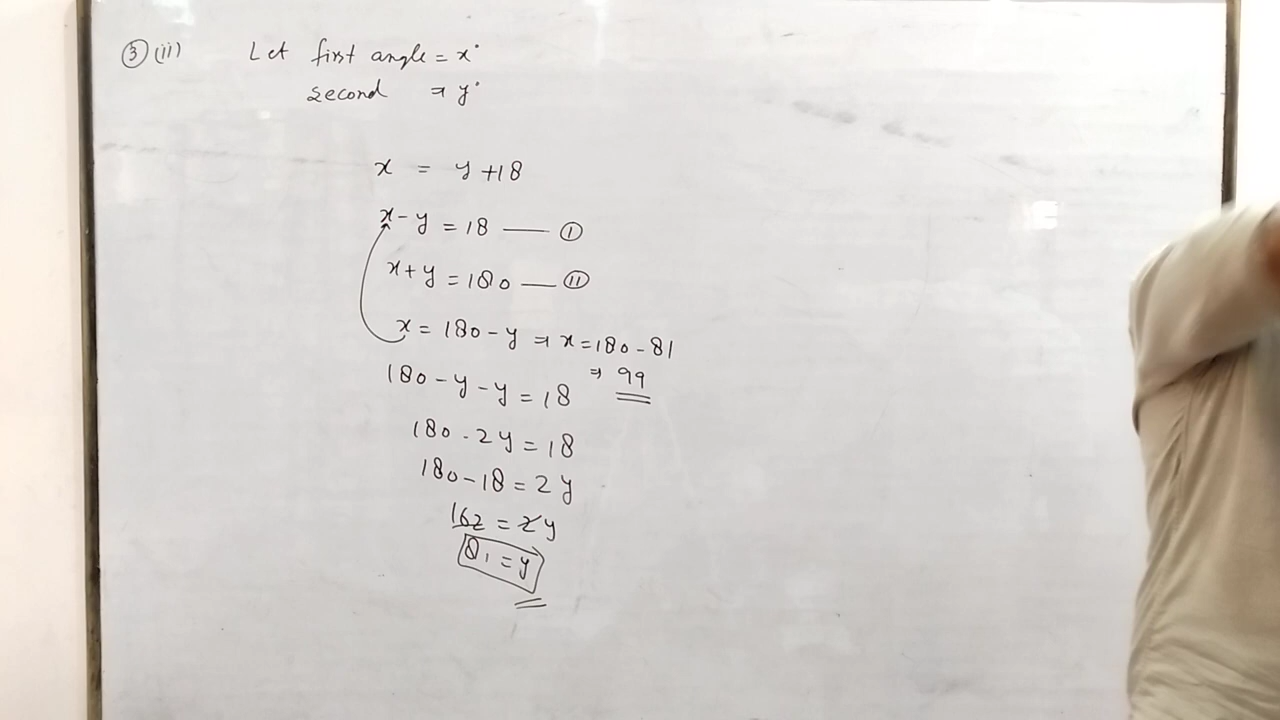 ③ (ii) Let first angle = x°
second ⇒ y°
x = y + 18
x - y = 18 —— ①
x + y = 180 —— ⑪
x = 180 - y ⇒ x = 180 - 81
⇒ 99
180 - y - y = 18
180 - 2y = 18
180 - 18 = 2y
162 = 2y
81 = y